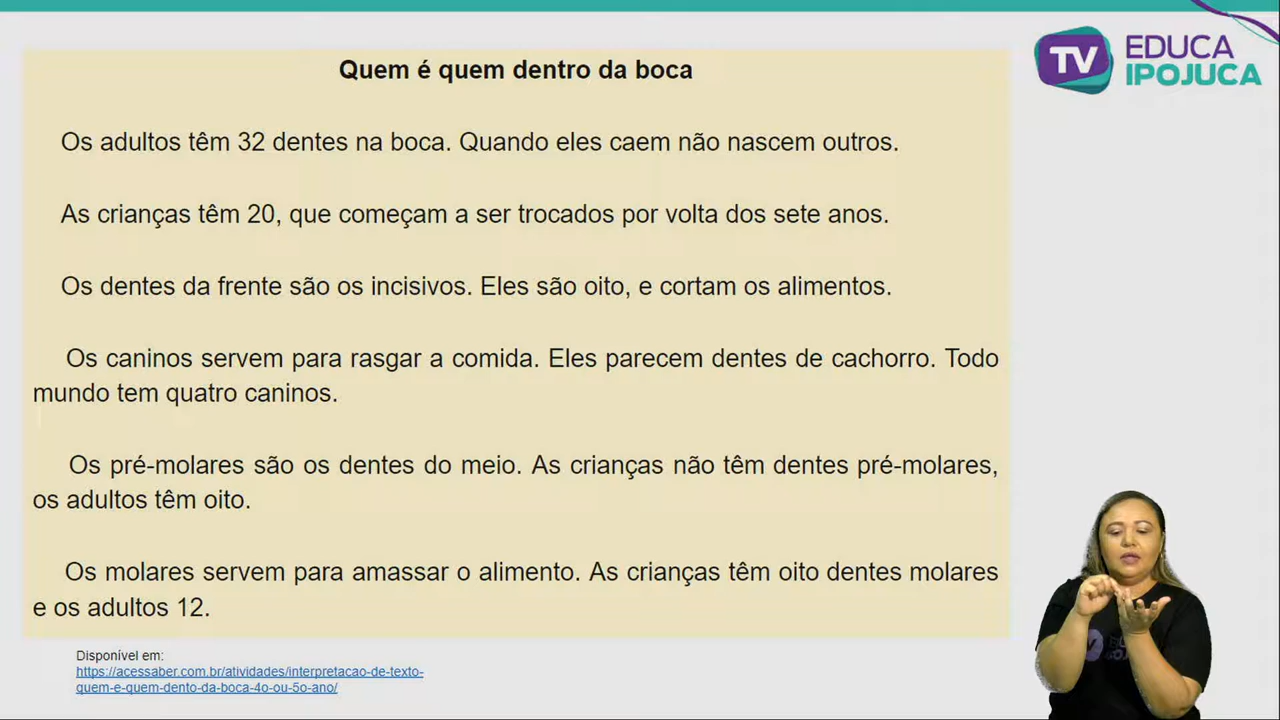 TV EDUCA
IPOJUCA
Quem é quem dentro da boca
Os adultos têm 32 dentes na boca. Quando eles caem não nascem outros.
As crianças têm 20, que começam a ser trocados por volta dos sete anos.
Os dentes da frente são os incisivos. Eles são oito, e cortam os alimentos.
Os caninos servem para rasgar a comida. Eles parecem dentes de cachorro. Todo
mundo tem quatro caninos.
Os pré-molares são os dentes do meio. As crianças não têm dentes pré-molares,
os adultos têm oito.
Os molares servem para amassar o alimento. As crianças têm oito dentes molares
e os adultos 12.
Disponível em:
https://acessaber.com.br/atividades/interpretacao-de-texto-
quem-e-quem-dento-da-boca-4o-ou-5o-ano/